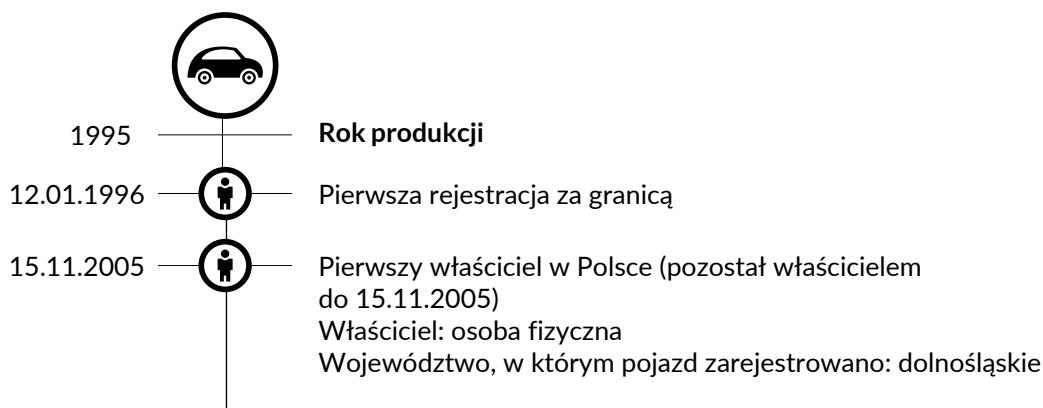 1995 Rok produkcji
12.01.1996 Pierwsza rejestracja za granicą
15.11.2005 Pierwszy właściciel w Polsce (pozostał właścicielem
do 15.11.2005)
Właściciel: osoba fizyczna
Województwo, w którym pojazd zarejestrowano: dolnośląskie